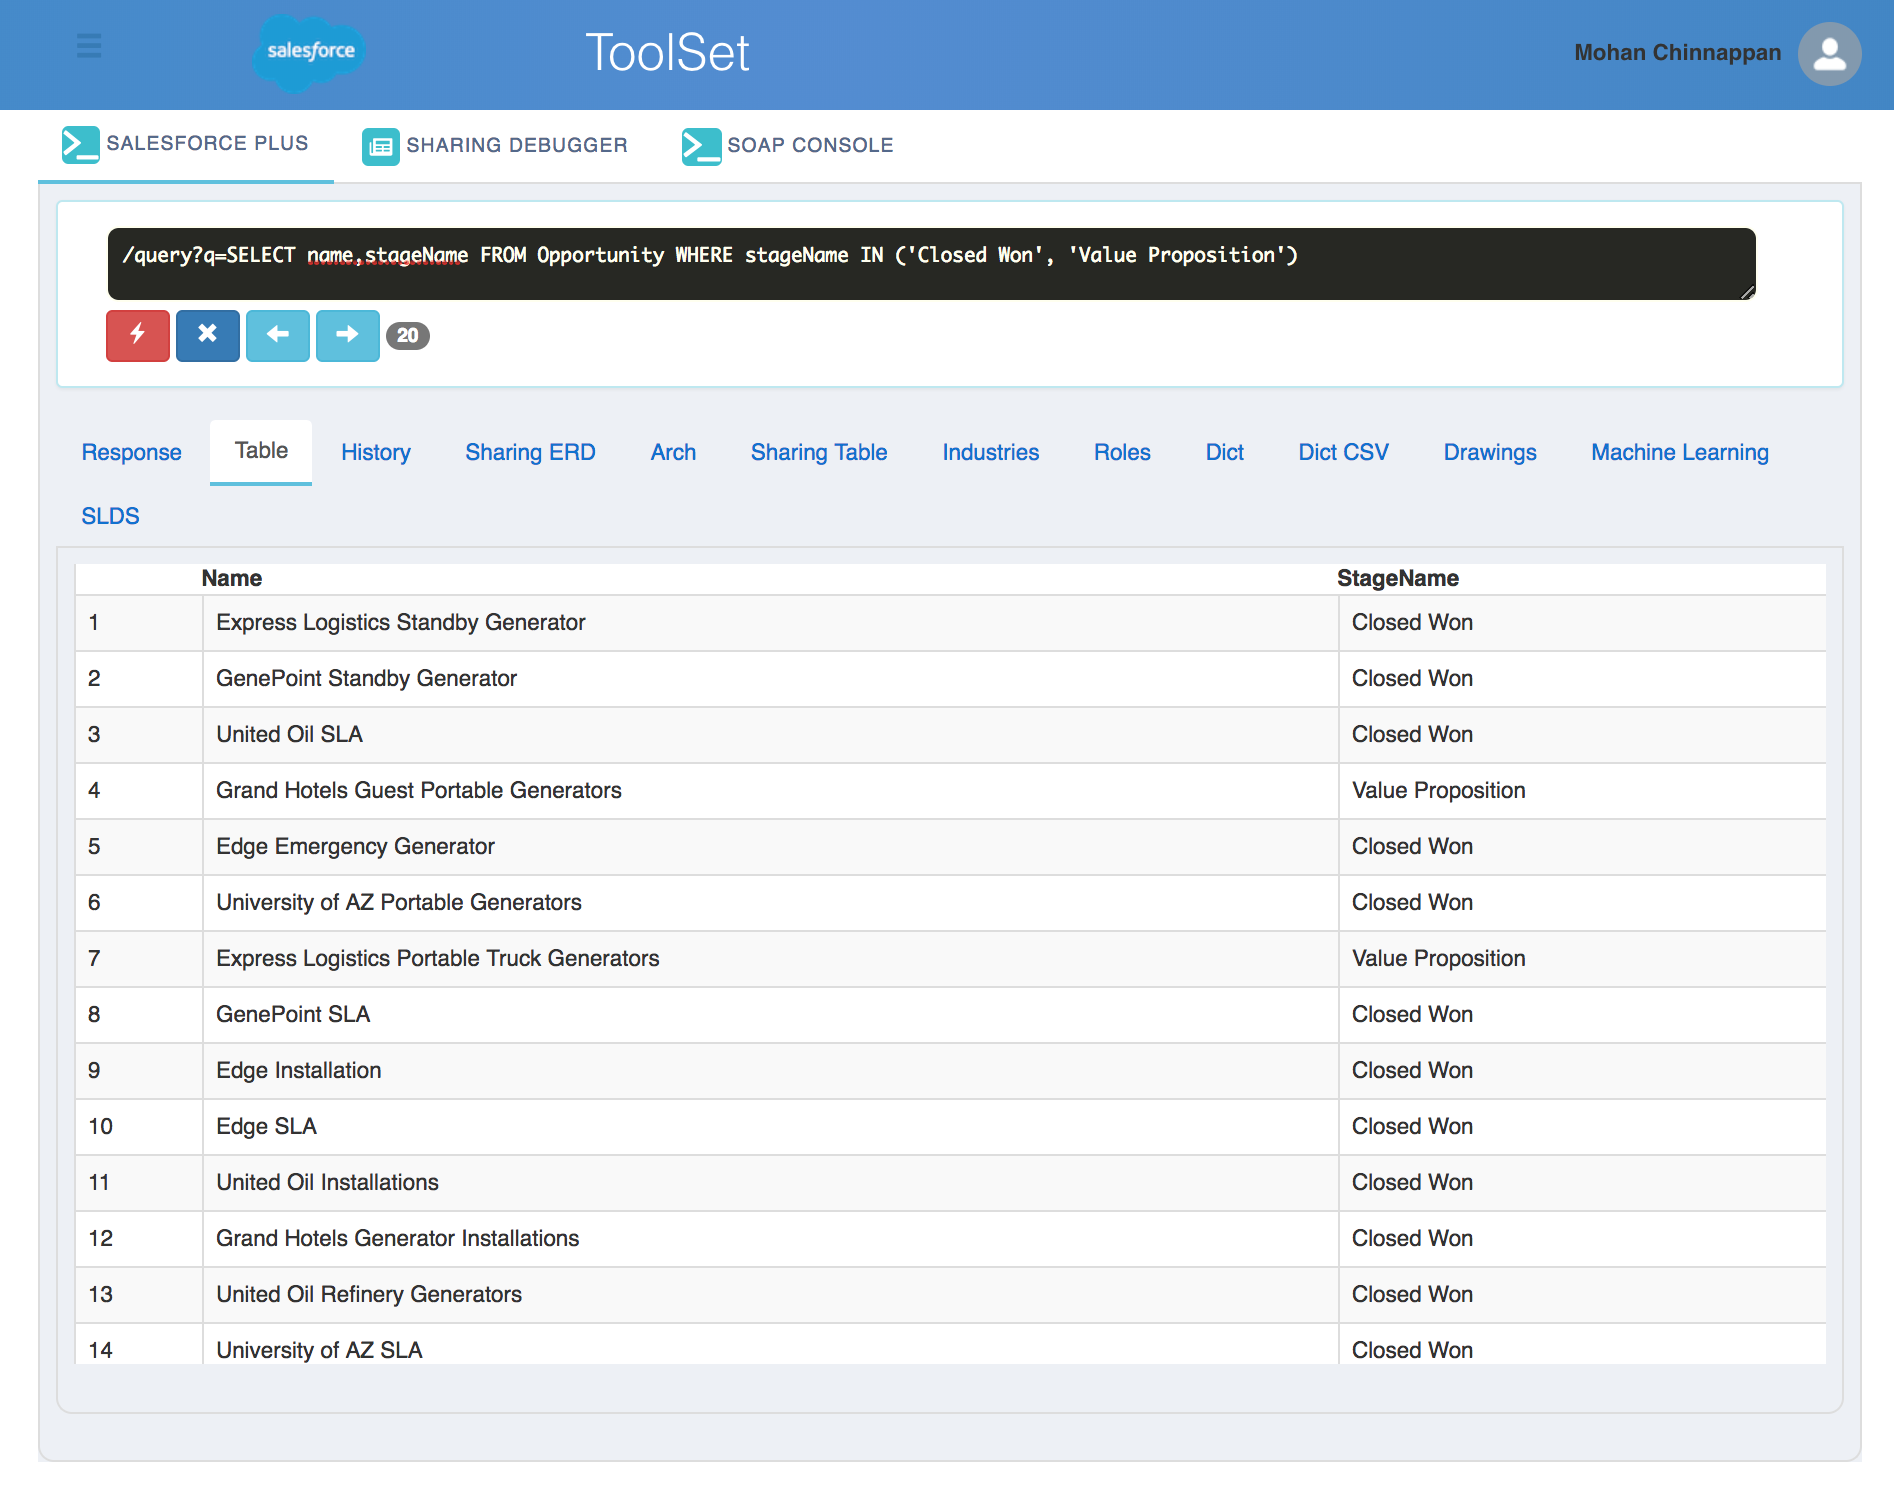 salesforce
ToolSet
Mohan Chinnappan
SALESFORCE PLUS
SHARING DEBUGGER
SOAP CONSOLE
/query?q=SELECT name,stageName FROM Opportunity WHERE stageName IN ('Closed Won', 'Value Proposition')
20
Response Table History Sharing ERD Arch Sharing Table Industries Roles Dict Dict CSV Drawings Machine Learning
SLDS
Name StageName
1 Express Logistics Standby Generator Closed Won
2 GenePoint Standby Generator Closed Won
3 United Oil SLA Closed Won
4 Grand Hotels Guest Portable Generators Value Proposition
5 Edge Emergency Generator Closed Won
6 University of AZ Portable Generators Closed Won
7 Express Logistics Portable Truck Generators Value Proposition
8 GenePoint SLA Closed Won
9 Edge Installation Closed Won
10 Edge SLA Closed Won
11 United Oil Installations Closed Won
12 Grand Hotels Generator Installations Closed Won
13 United Oil Refinery Generators Closed Won
14 University of AZ SLA Closed Won